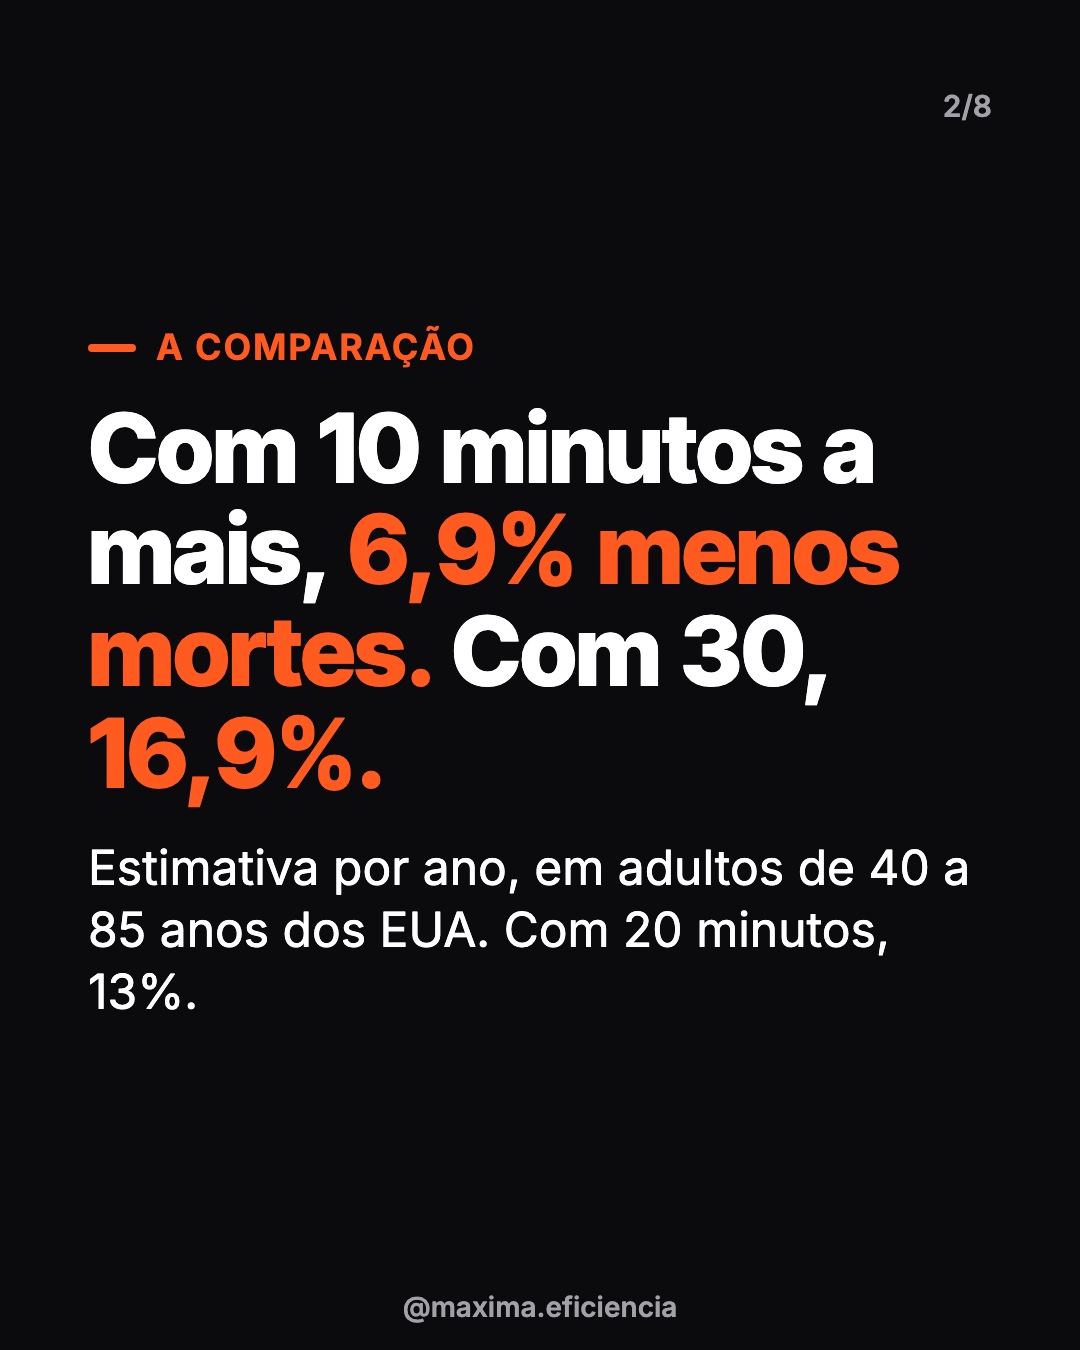 2/8
A COMPARAÇÃO
Com 10 minutos a
mais, 6,9% menos
mortes. Com 30,
16,9%.
Estimativa por ano, em adultos de 40 a
85 anos dos EUA. Com 20 minutos,
13%.
@maxima.eficiencia